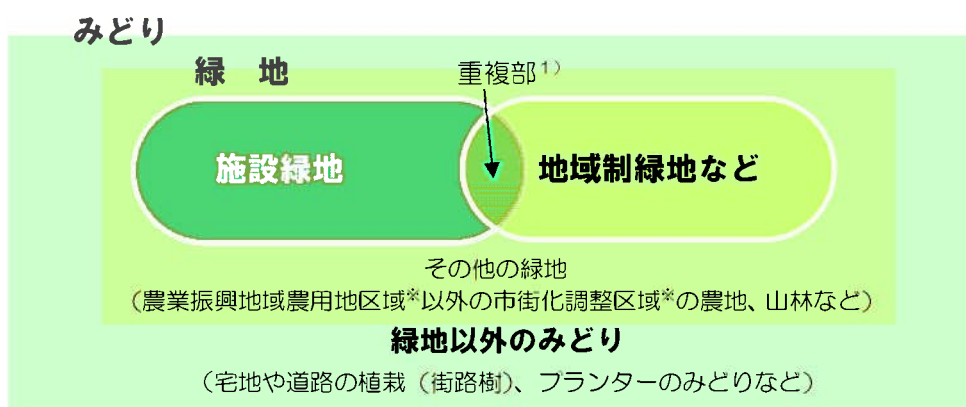 みどり
緑 地
重複部1）
施設緑地
地域制緑地など
その他の緑地
（農業振興地域農用地区域※以外の市街化調整区域※の農地、山林など）
緑地以外のみどり
（宅地や道路の植栽（街路樹）、プランターのみどりなど）